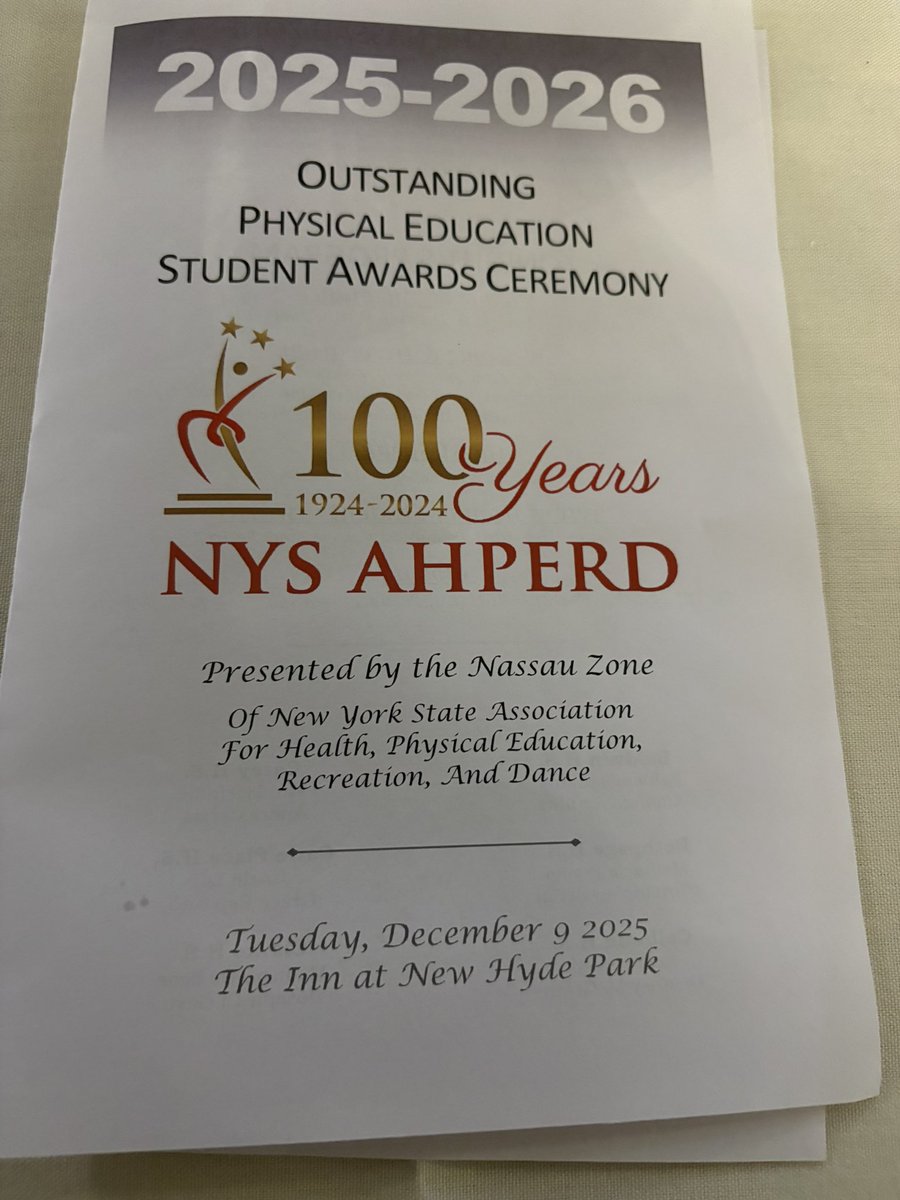 2025-2026
OUTSTANDING
PHYSICAL EDUCATION
STUDENT AWARDS CEREMONY
100 Years
1924-2024
NYS AHPERD
Presented by the Nassau Zone
Of New York State Association
For Health, Physical Education,
Recreation, And Dance
Tuesday, December 9 2025
The Inn at New Hyde Park